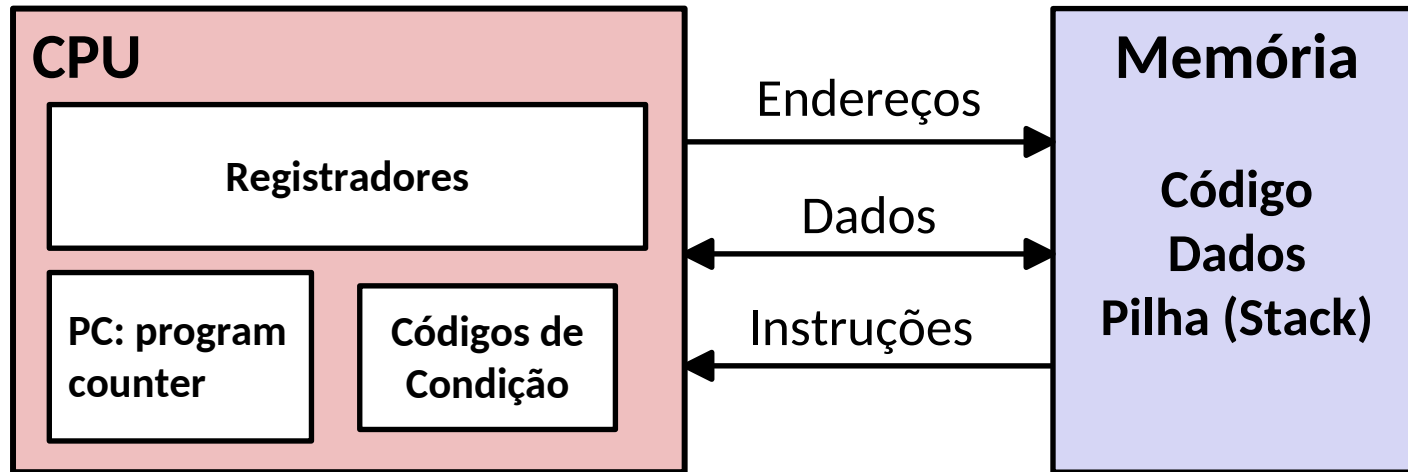 CPU
Registradores
PC: program
counter
Códigos de
Condição
Endereços
Dados
Instruções
Memória
Código
Dados
Pilha (Stack)